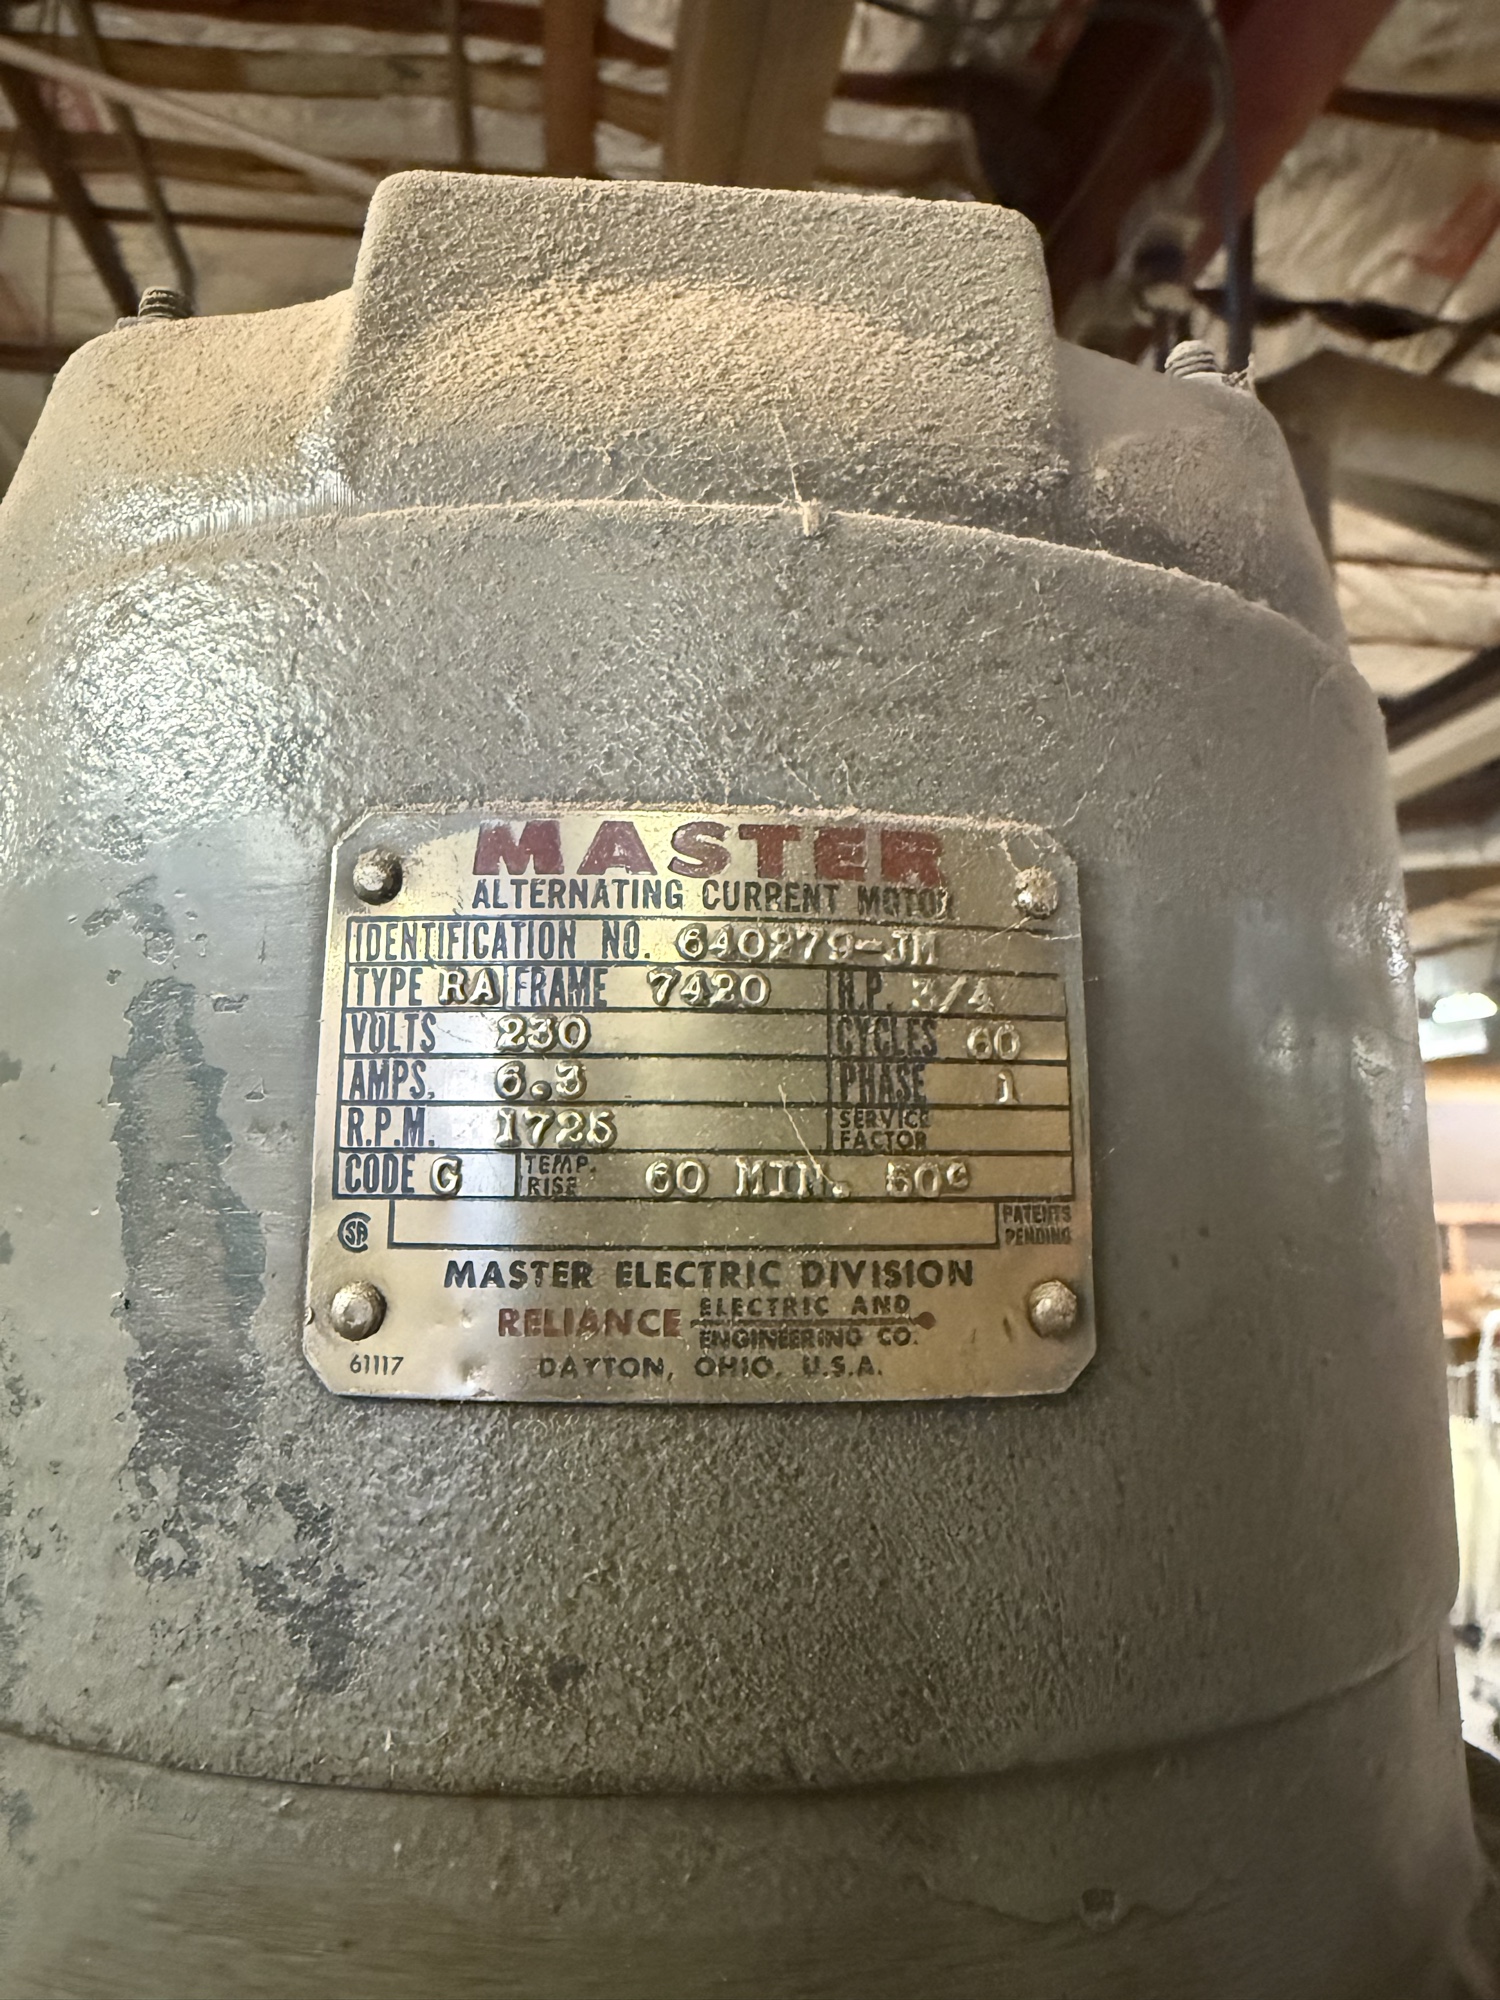 MASTER
ALTERNATING CURRENT MOTOR
IDENTIFICATION NO. 640279-JM
TYPE RA FRAME 7420 H.P. 3/4
VOLTS 230 CYCLES 60
AMPS. 6.3 PHASE 1
R.P.M. 1725 SERVICE FACTOR
CODE G TEMP. RISE 60 MIN. 50C
SA PATENTS PENDING
MASTER ELECTRIC DIVISION
RELIANCE ELECTRIC AND ENGINEERING CO.
61117 DAYTON, OHIO, U.S.A.